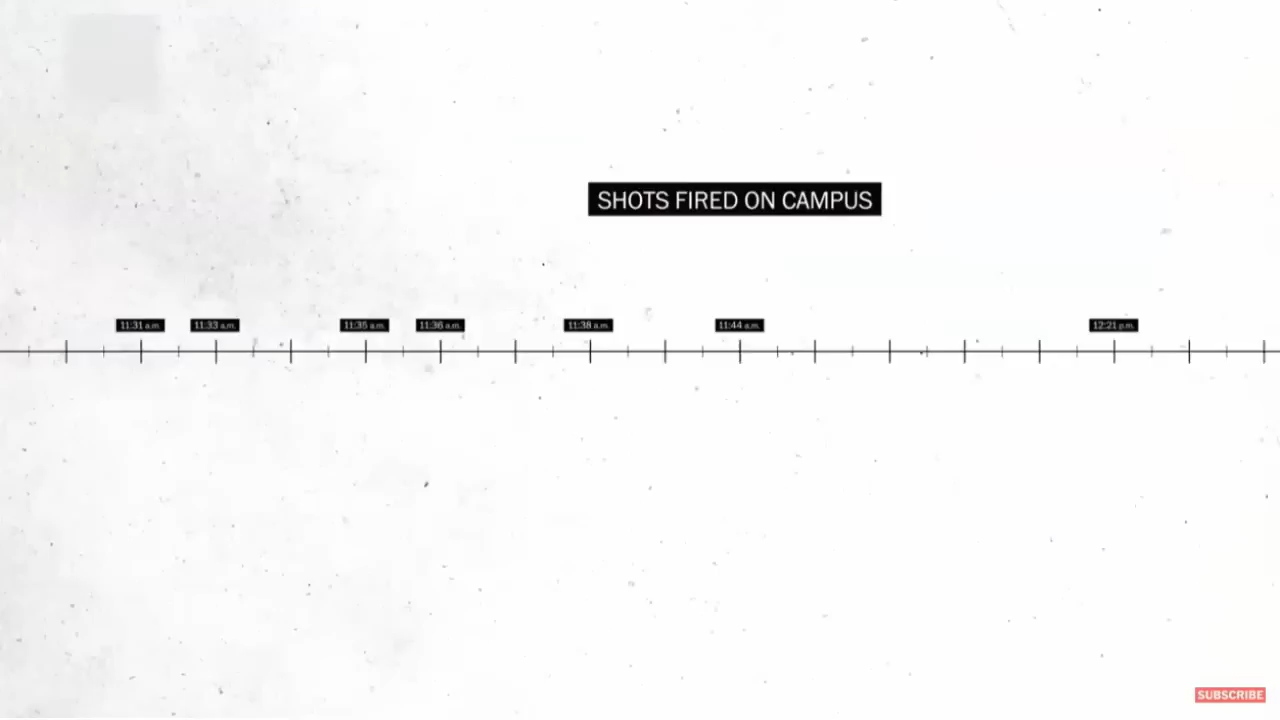 SHOTS FIRED ON CAMPUS
11:31 a.m.
11:33 a.m.
11:35 a.m.
11:36 a.m.
11:38 a.m.
11:44 a.m.
12:21 p.m.
SUBSCRIBE